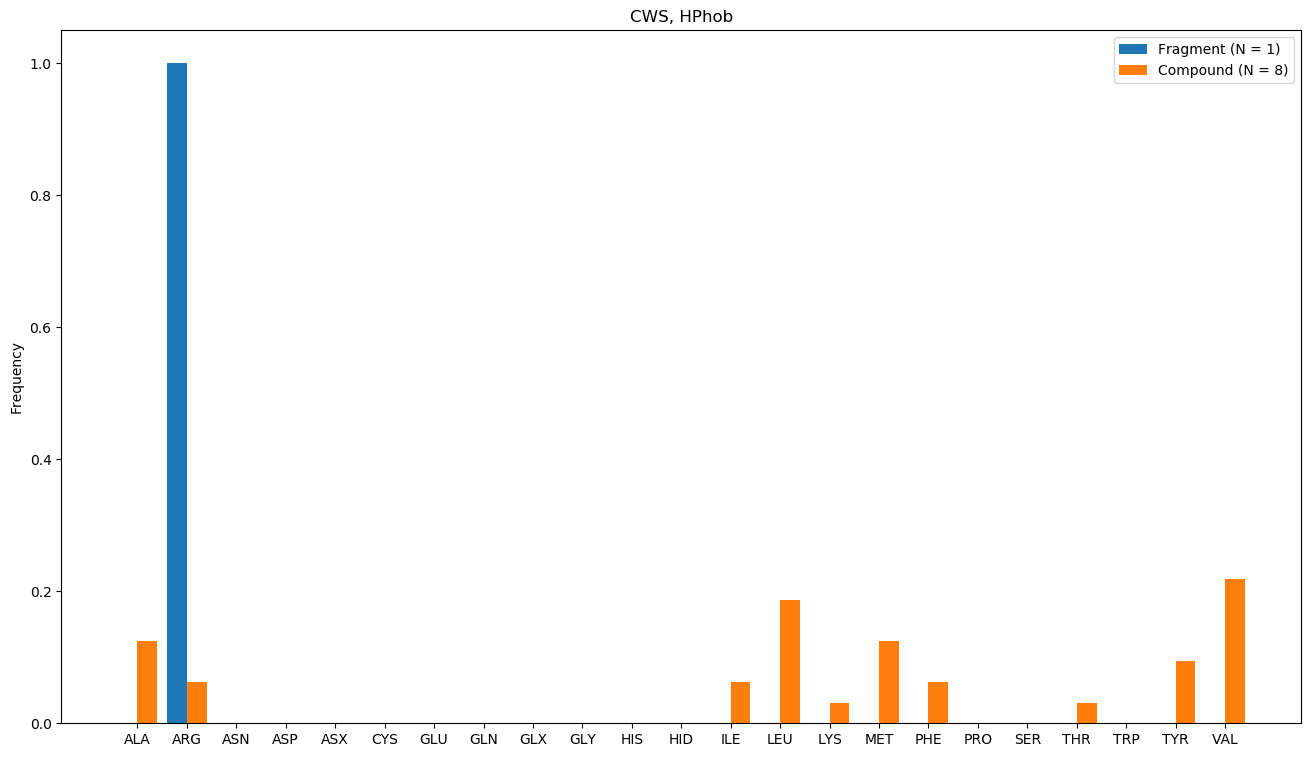 CWS, HPhob
Fragment (N = 1)
Compound (N = 8)
Frequency
1.0
0.8
0.6
0.4
0.2
0.0
ALA ARG ASN ASP ASX CYS GLU GLN GLX GLY HIS HID ILE LEU LYS MET PHE PRO SER THR TRP TYR VAL